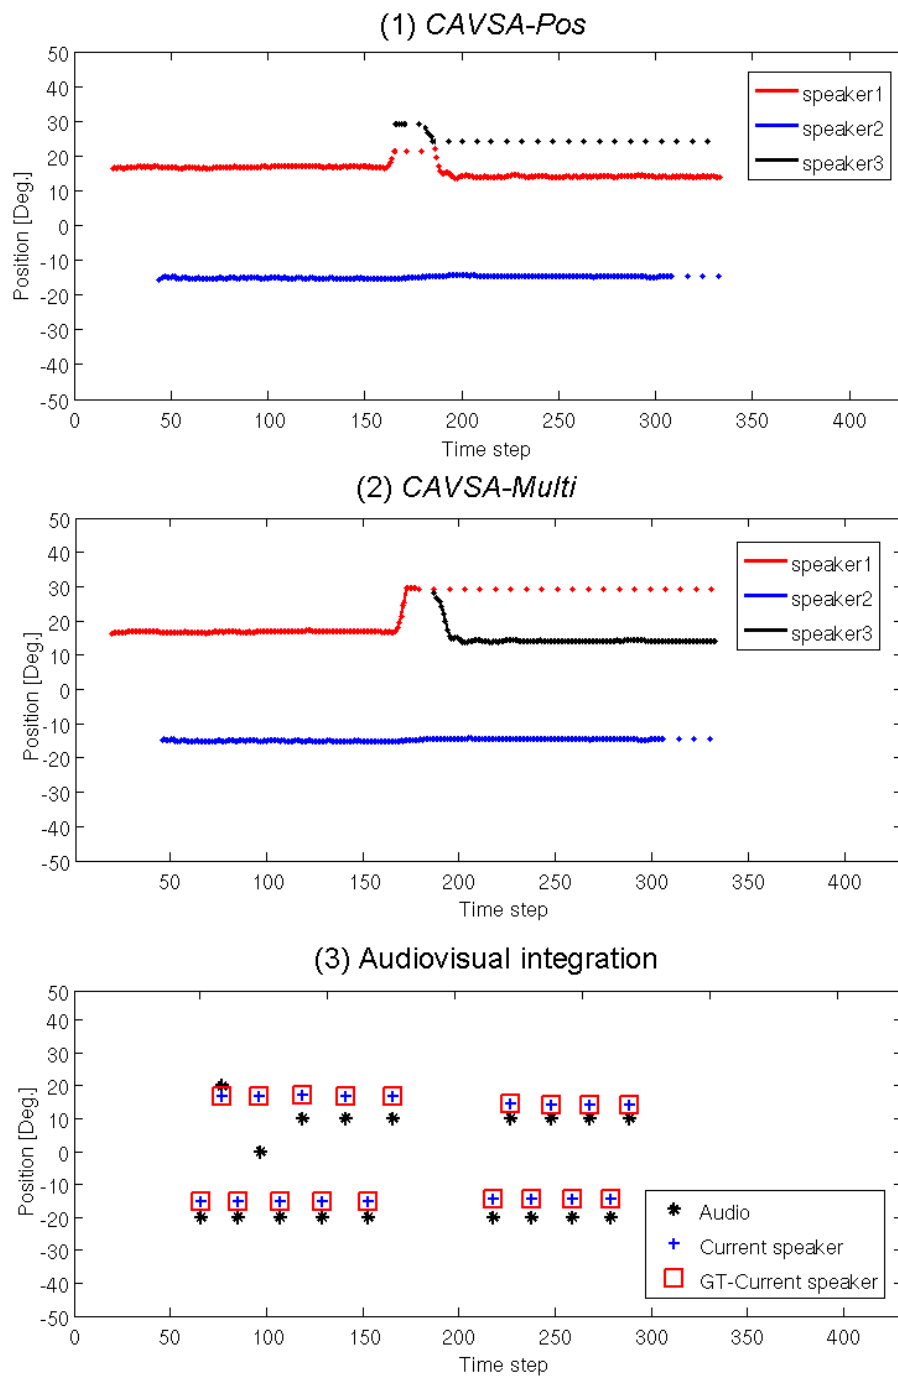 (1) CAVSA-Pos
50
40
30
20
10
0
-10
-20
-30
-40
-50
Position [Deg.]
speaker1
speaker2
speaker3
0 50 100 150 200 250 300 350 400
Time step
(2) CAVSA-Multi
50
40
30
20
10
0
-10
-20
-30
-40
-50
Position [Deg.]
speaker1
speaker2
speaker3
0 50 100 150 200 250 300 350 400
Time step
(3) Audiovisual integration
50
40
30
20
10
0
-10
-20
-30
-40
-50
Position [Deg.]
Audio
Current speaker
GT-Current speaker
0 50 100 150 200 250 300 350 400
Time step